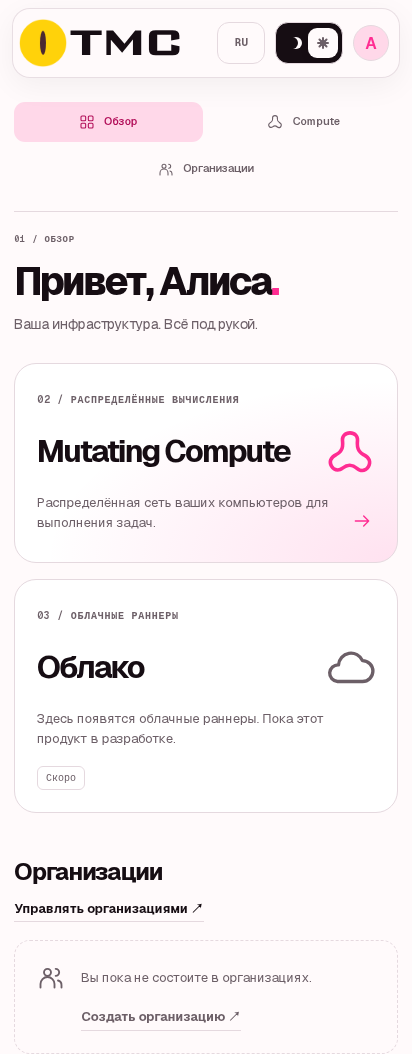 TMC
RU
A
Обзор
Compute
Организации
01 / ОБЗОР
Привет, Алиса.
Ваша инфраструктура. Всё под рукой.
02 / РАСПРЕДЕЛЁННЫЕ ВЫЧИСЛЕНИЯ
Mutating Compute
Распределённая сеть ваших компьютеров для
выполнения задач.
→
03 / ОБЛАЧНЫЕ РАННЕРЫ
Облако
Здесь появятся облачные раннеры. Пока этот
продукт в разработке.
Скоро
Организации
Управлять организациями ↗
Вы пока не состоите в организациях.
Создать организацию ↗